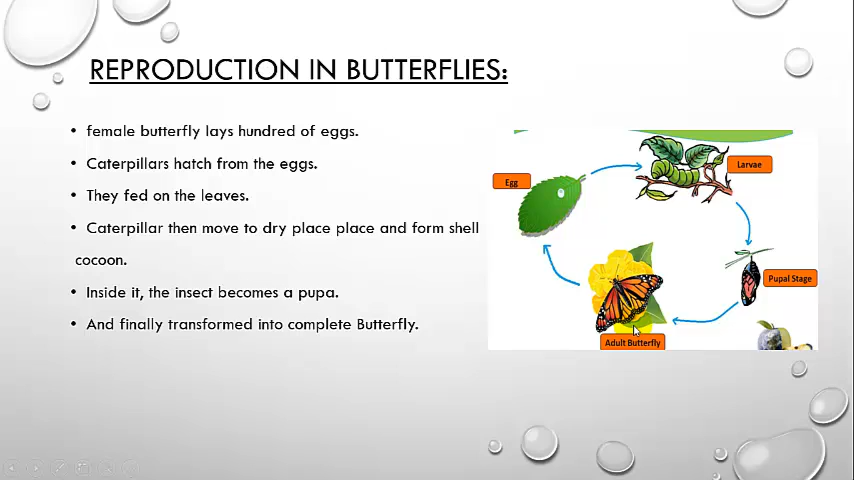 REPRODUCTION IN BUTTERFLIES:
• female butterfly lays hundred of eggs.
• Caterpillars hatch from the eggs.
• They fed on the leaves.
• Caterpillar then move to dry place place and form shell
cocoon.
• Inside it, the insect becomes a pupa.
• And finally transformed into complete Butterfly.
Egg
Larvae
Pupal Stage
Adult Butterfly